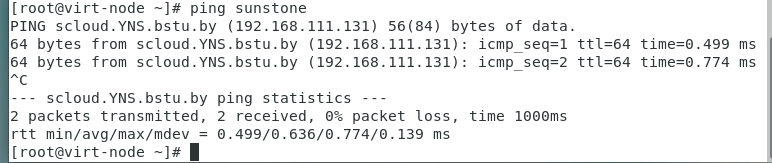 [root@virt-node ~]# ping sunstone
PING scloud.YNS.bstu.by (192.168.111.131) 56(84) bytes of data.
64 bytes from scloud.YNS.bstu.by (192.168.111.131): icmp_seq=1 ttl=64 time=0.499 ms
64 bytes from scloud.YNS.bstu.by (192.168.111.131): icmp_seq=2 ttl=64 time=0.774 ms
^C
--- scloud.YNS.bstu.by ping statistics ---
2 packets transmitted, 2 received, 0% packet loss, time 1000ms
rtt min/avg/max/mdev = 0.499/0.636/0.774/0.139 ms
[root@virt-node ~]#